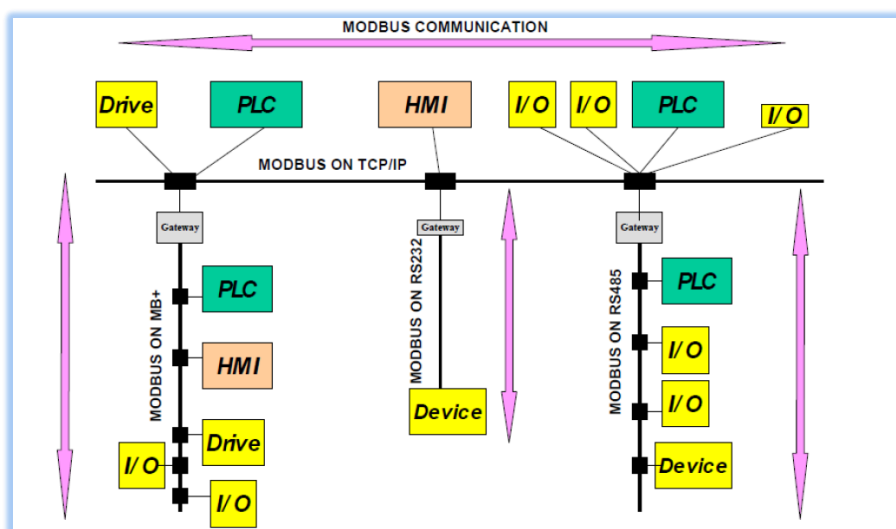 MODBUS COMMUNICATION
Drive
PLC
HMI
I/O
I/O
PLC
I/O
MODBUS ON TCP/IP
Gateway
Gateway
Gateway
MODBUS ON MB+
PLC
HMI
Drive
I/O
I/O
MODBUS ON RS232
Device
MODBUS ON RS485
PLC
I/O
I/O
Device